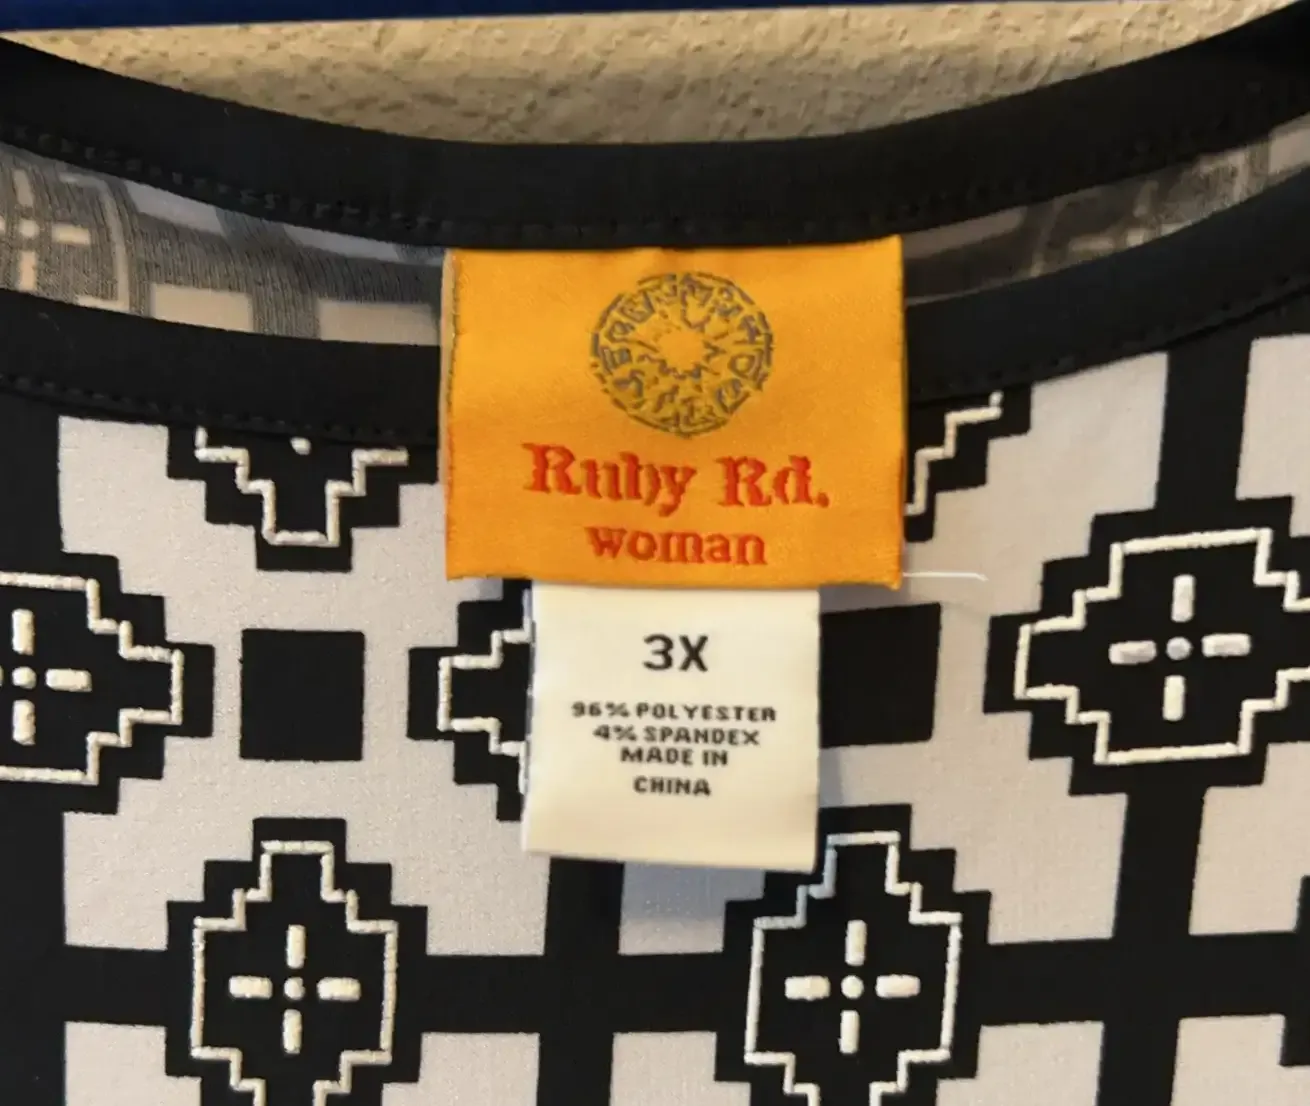 Ruby Rd.
woman
3X
96% POLYESTER
4% SPANDEX
MADE IN
CHINA